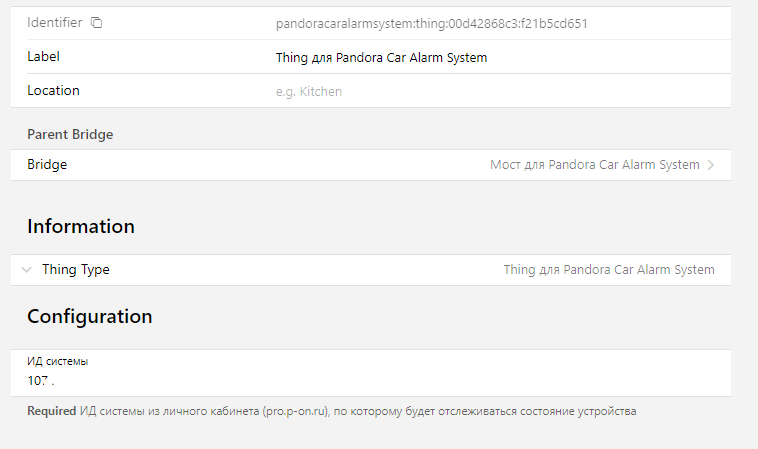 Identifier
pandoracaralarmsystem:thing:00d42868c3:f21b5cd651
Label
Thing для Pandora Car Alarm System
Location
e.g. Kitchen
Parent Bridge
Bridge
Мост для Pandora Car Alarm System
Information
Thing Type
Thing для Pandora Car Alarm System
Configuration
ИД системы
Required ИД системы из личного кабинета (pro.p-on.ru), по которому будет отслеживаться состояние устройства